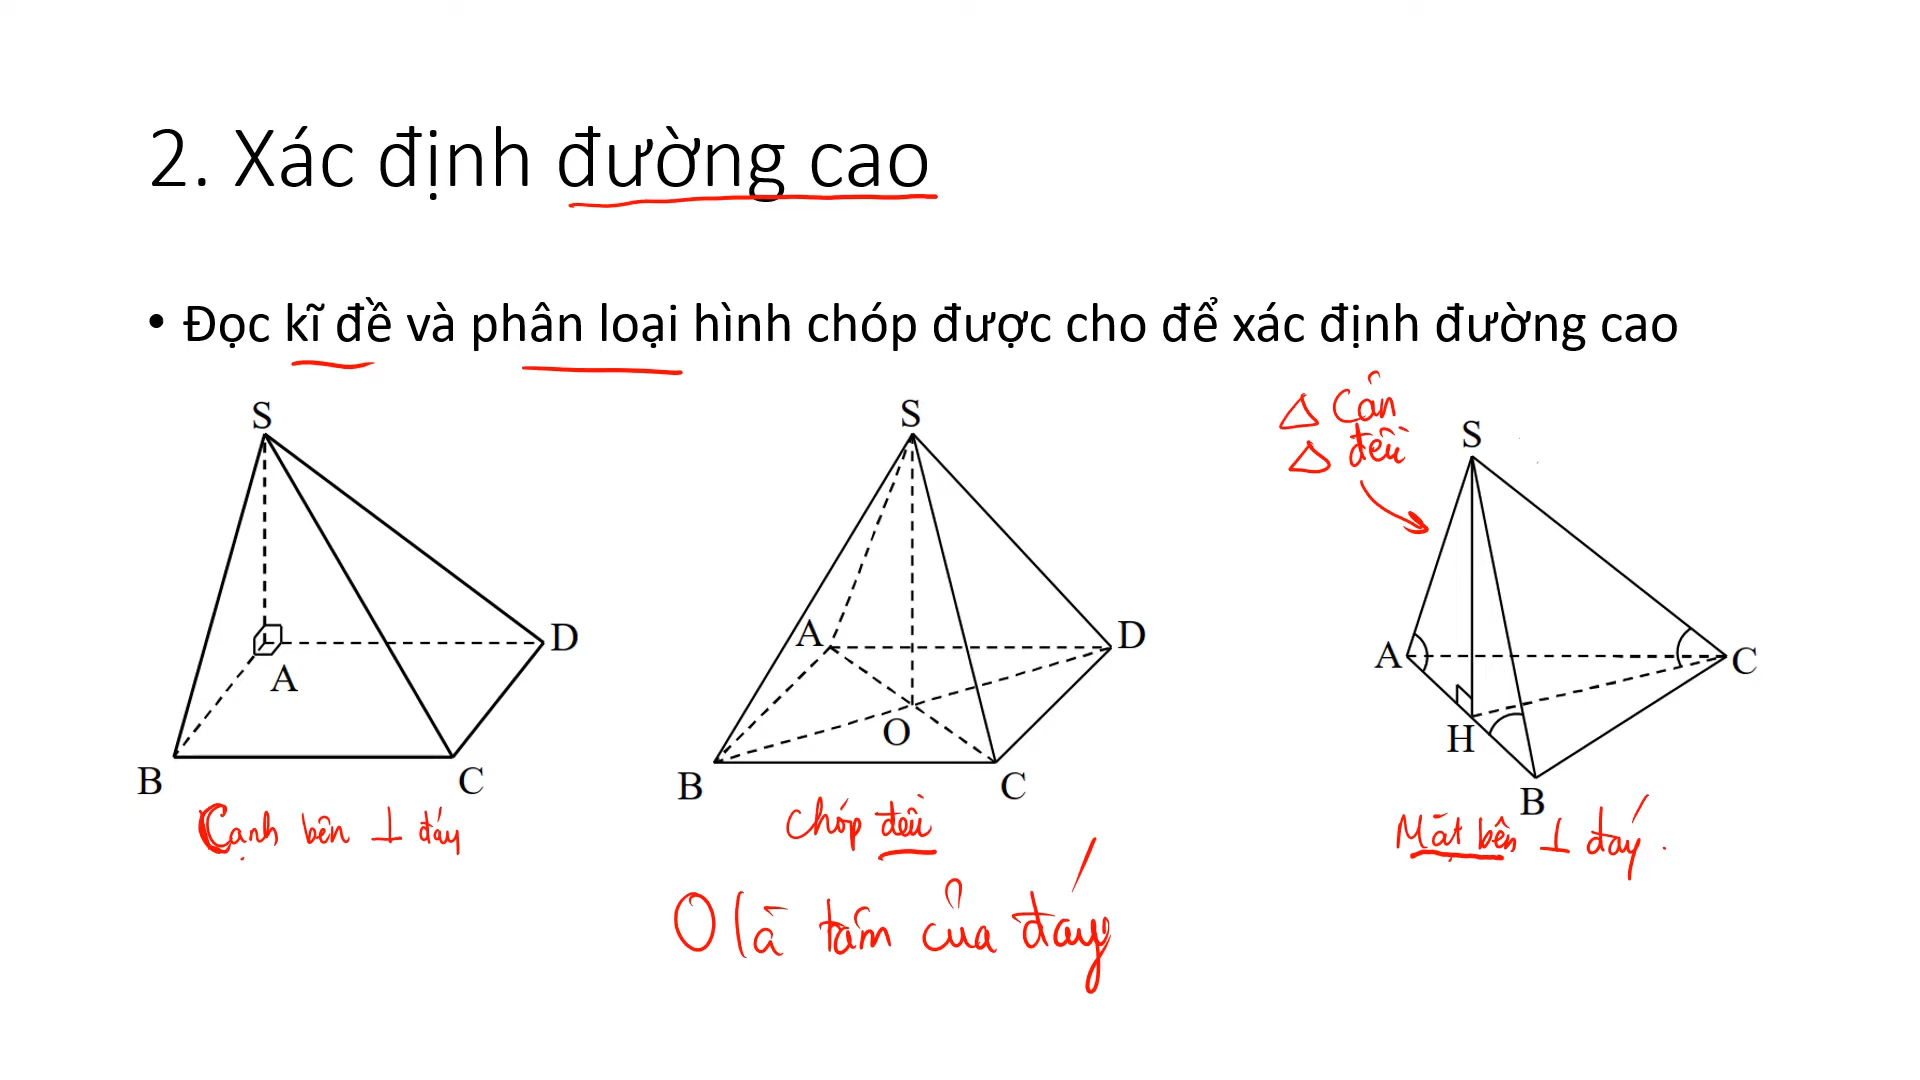 2. Xác định đường cao
• Đọc kĩ đề và phân loại hình chóp được cho để xác định đường cao
S
A
D
B
C
Cạnh bên ⊥ đáy
S
A
D
O
B
C
Chóp đều
O là tâm của đáy
△ cân
△ đều
S
A
C
H
B
Mặt bên ⊥ đáy.